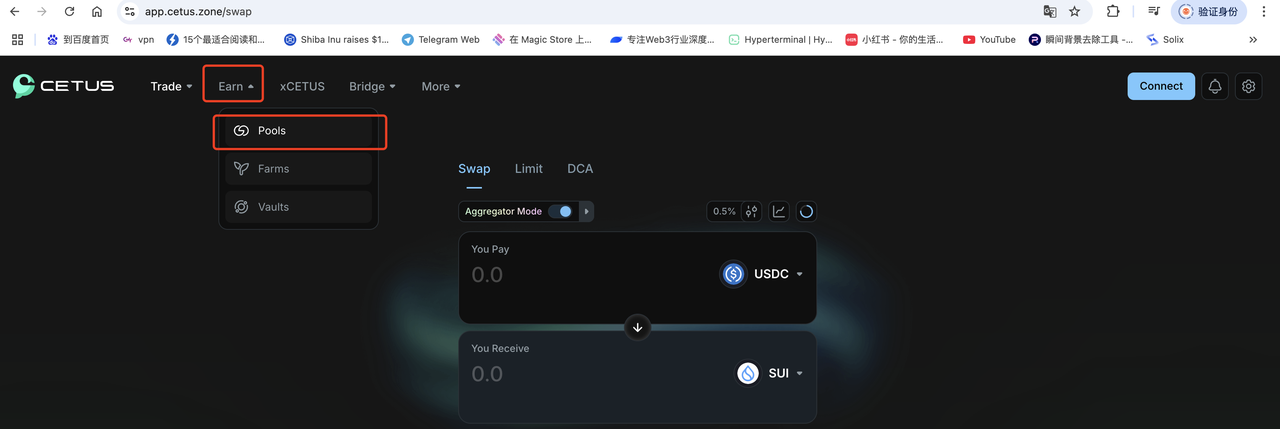 app.cetus.zone/swap
验证身份
到百度首页
vpn
15个最适合阅读和...
Shiba Inu raises $1...
Telegram Web
在 Magic Store 上...
专注Web3行业深度...
Hyperterminal | Hy...
小红书 - 你的生活...
YouTube
瞬间背景去除工具 -...
Solix
CETUS
Trade
Earn
xCETUS
Bridge
More
Connect
Pools
Farms
Vaults
Swap
Limit
DCA
Aggregator Mode
0.5%
You Pay
0.0
USDC
You Receive
0.0
SUI